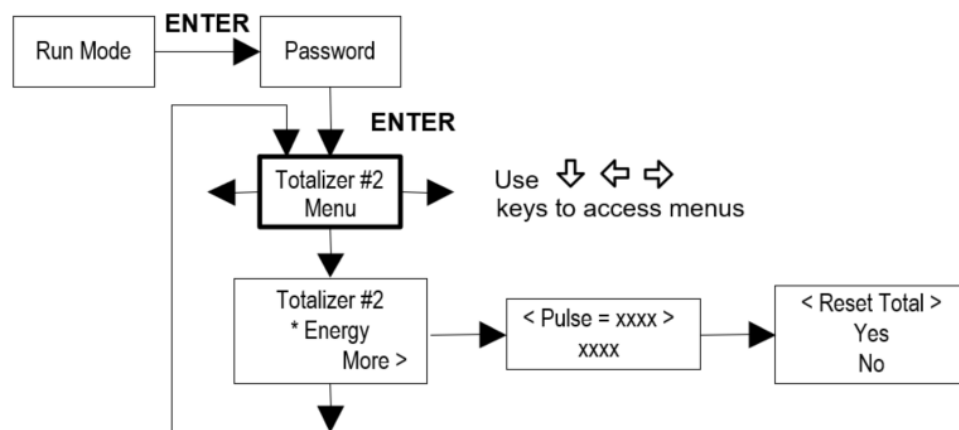 ENTER
Run Mode
Password
ENTER
Totalizer #2
Menu
Use
keys to access menus
Totalizer #2
* Energy
More >
< Pulse = xxxx >
xxxx
< Reset Total >
Yes
No